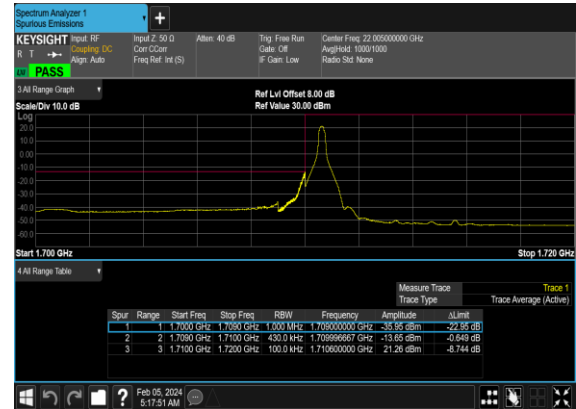 Spectrum Analyzer 1
Spurious Emissions
+
KEYSIGHT Input: RF Input Z: 50 Ω Atten: 40 dB Trig: Free Run Center Freq: 22.005000000 GHz
R T Coupling: DC Corr CCorr Gate: Off Avg|Hold: 1000/1000
Align: Auto Freq Ref: Int (S) IF Gain: Low Radio Std: None
PASS
3 All Range Graph
Ref Lvl Offset 8.00 dB
Scale/Div 10.0 dB Ref Value 30.00 dBm
Log
20.0
10.0
0.00
-10.0
-20.0
-30.0
-40.0
-50.0
-60.0
Start 1.700 GHz Stop 1.720 GHz
4 All Range Table
Measure Trace Trace 1
Trace Type Trace Average (Active)
Spur Range Start Freq Stop Freq RBW Frequency Amplitude ΔLimit
1 1 1.7000 GHz 1.7090 GHz 1.000 MHz 1.709000000 GHz -35.95 dBm -22.95 dB
2 2 1.7090 GHz 1.7100 GHz 430.0 kHz 1.709996667 GHz -13.65 dBm -0.649 dB
3 3 1.7100 GHz 1.7200 GHz 100.0 kHz 1.710600000 GHz 21.26 dBm -8.744 dB
? Feb 05, 2024
5:17:51 AM